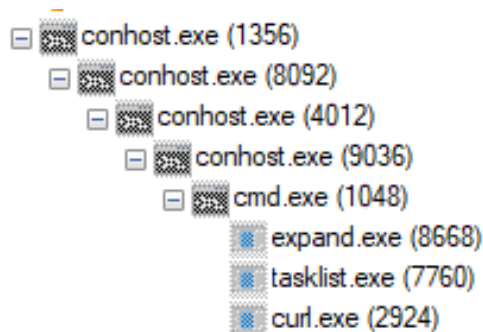 conhost.exe (1356)
conhost.exe (8092)
conhost.exe (4012)
conhost.exe (9036)
cmd.exe (1048)
expand.exe (8668)
tasklist.exe (7760)
curl.exe (2924)